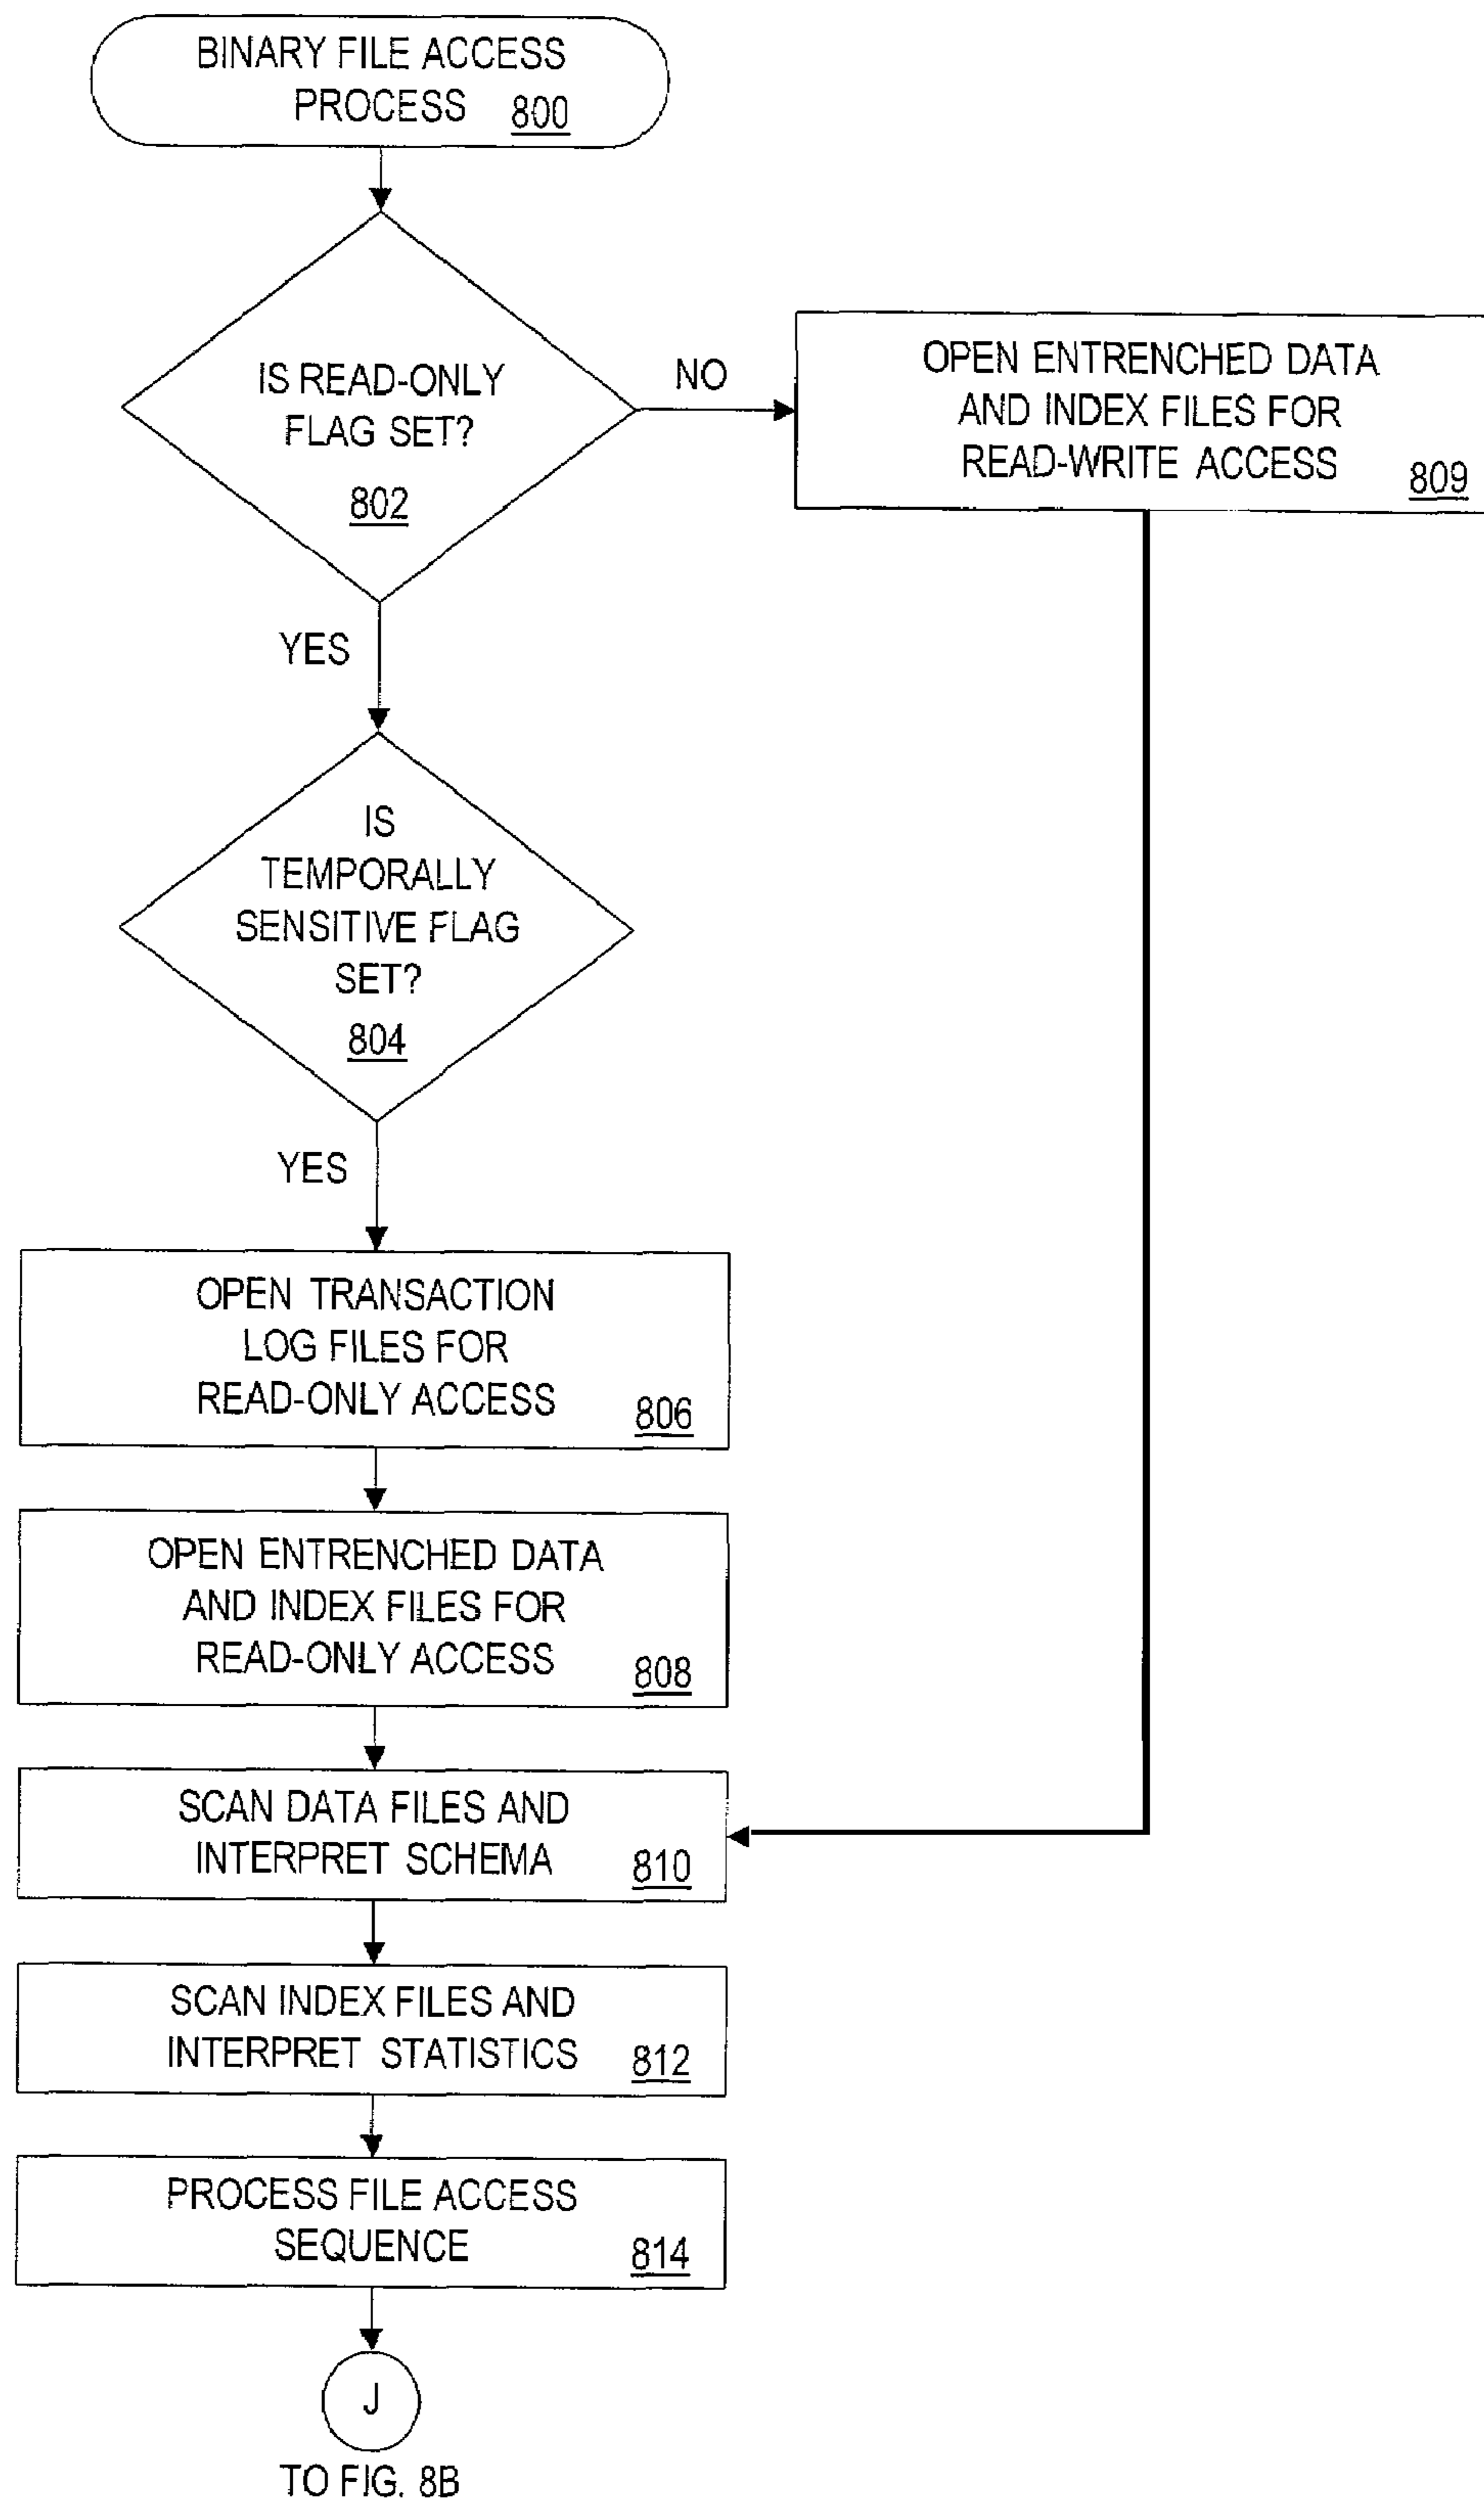 BINARY FILE ACCESS
PROCESS 800
IS READ-ONLY
FLAG SET?
802
NO
OPEN ENTRENCHED DATA
AND INDEX FILES FOR
READ-WRITE ACCESS 809
YES
IS
TEMPORALLY
SENSITIVE FLAG
SET?
804
YES
OPEN TRANSACTION
LOG FILES FOR
READ-ONLY ACCESS 806
OPEN ENTRENCHED DATA
AND INDEX FILES FOR
READ-ONLY ACCESS 808
SCAN DATA FILES AND
INTERPRET SCHEMA 810
SCAN INDEX FILES AND
INTERPRET STATISTICS 812
PROCESS FILE ACCESS
SEQUENCE 814
J
TO FIG. 8B